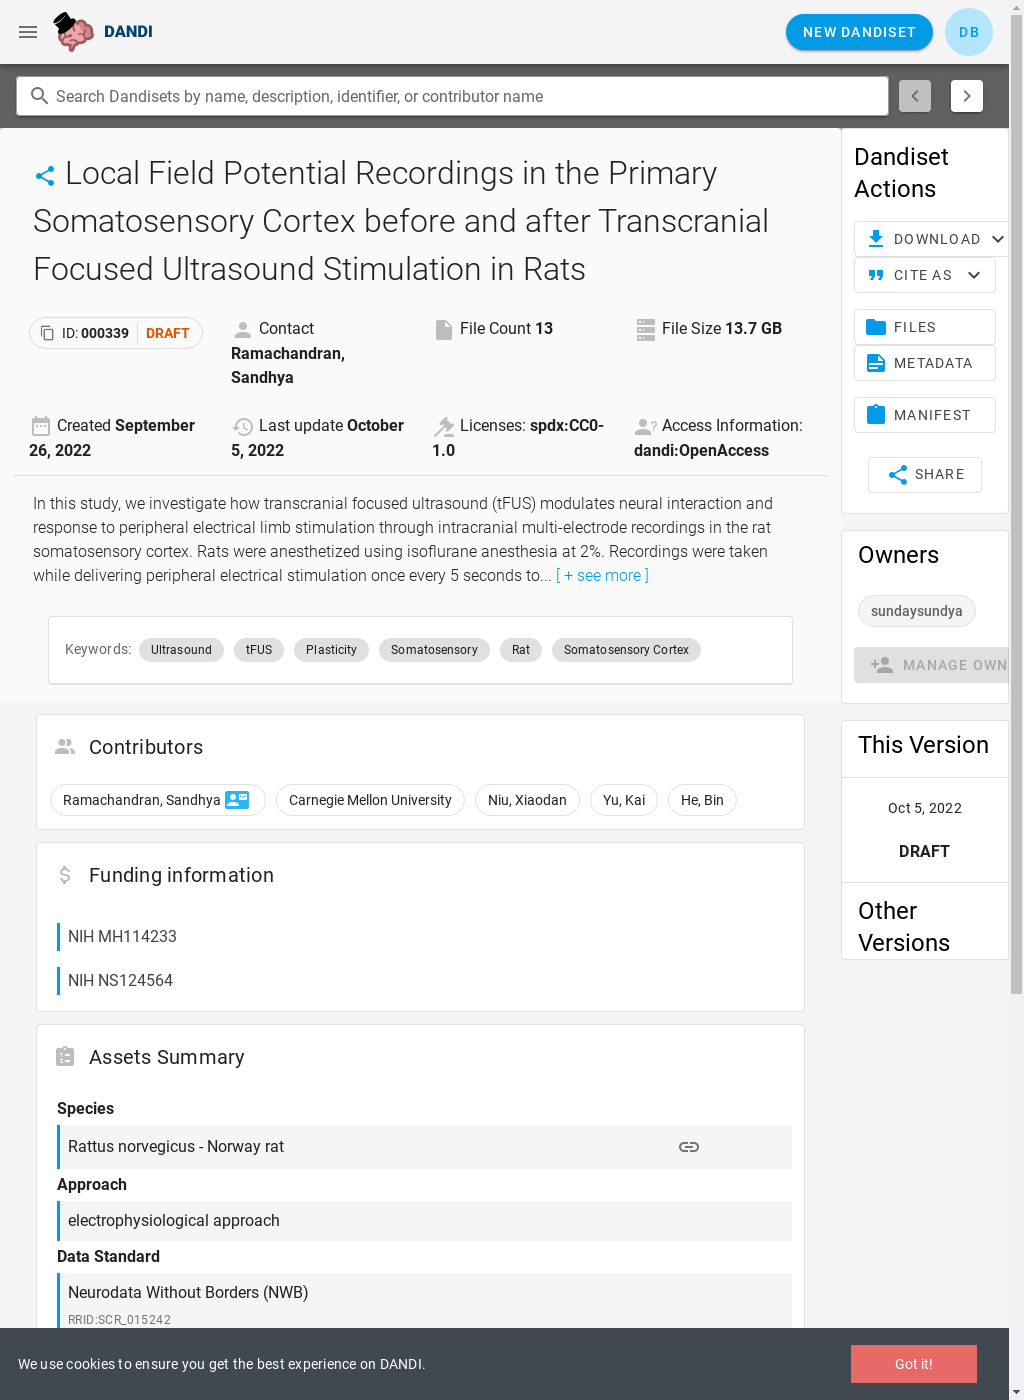 DANDI
NEW DANDISET
DB
Search Dandisets by name, description, identifier, or contributor name
Local Field Potential Recordings in the Primary
Somatosensory Cortex before and after Transcranial
Focused Ultrasound Stimulation in Rats
ID: 000339 DRAFT
Contact
Ramachandran,
Sandhya
File Count 13
File Size 13.7 GB
Created September
26, 2022
Last update October
5, 2022
Licenses: spdx:CC0-
1.0
Access Information:
dandi:OpenAccess
In this study, we investigate how transcranial focused ultrasound (tFUS) modulates neural interaction and
response to peripheral electrical limb stimulation through intracranial multi-electrode recordings in the rat
somatosensory cortex. Rats were anesthetized using isoflurane anesthesia at 2%. Recordings were taken
while delivering peripheral electrical stimulation once every 5 seconds to... [ + see more ]
Keywords: Ultrasound tFUS Plasticity Somatosensory Rat Somatosensory Cortex
Contributors
Ramachandran, Sandhya
Carnegie Mellon University
Niu, Xiaodan
Yu, Kai
He, Bin
Funding information
NIH MH114233
NIH NS124564
Assets Summary
Species
Rattus norvegicus - Norway rat
Approach
electrophysiological approach
Data Standard
Neurodata Without Borders (NWB)
RRID:SCR_015242
Dandiset
Actions
DOWNLOAD
CITE AS
FILES
METADATA
MANIFEST
SHARE
Owners
sundaysundya
MANAGE OWN
This Version
Oct 5, 2022
DRAFT
Other
Versions
We use cookies to ensure you get the best experience on DANDI.
Got it!